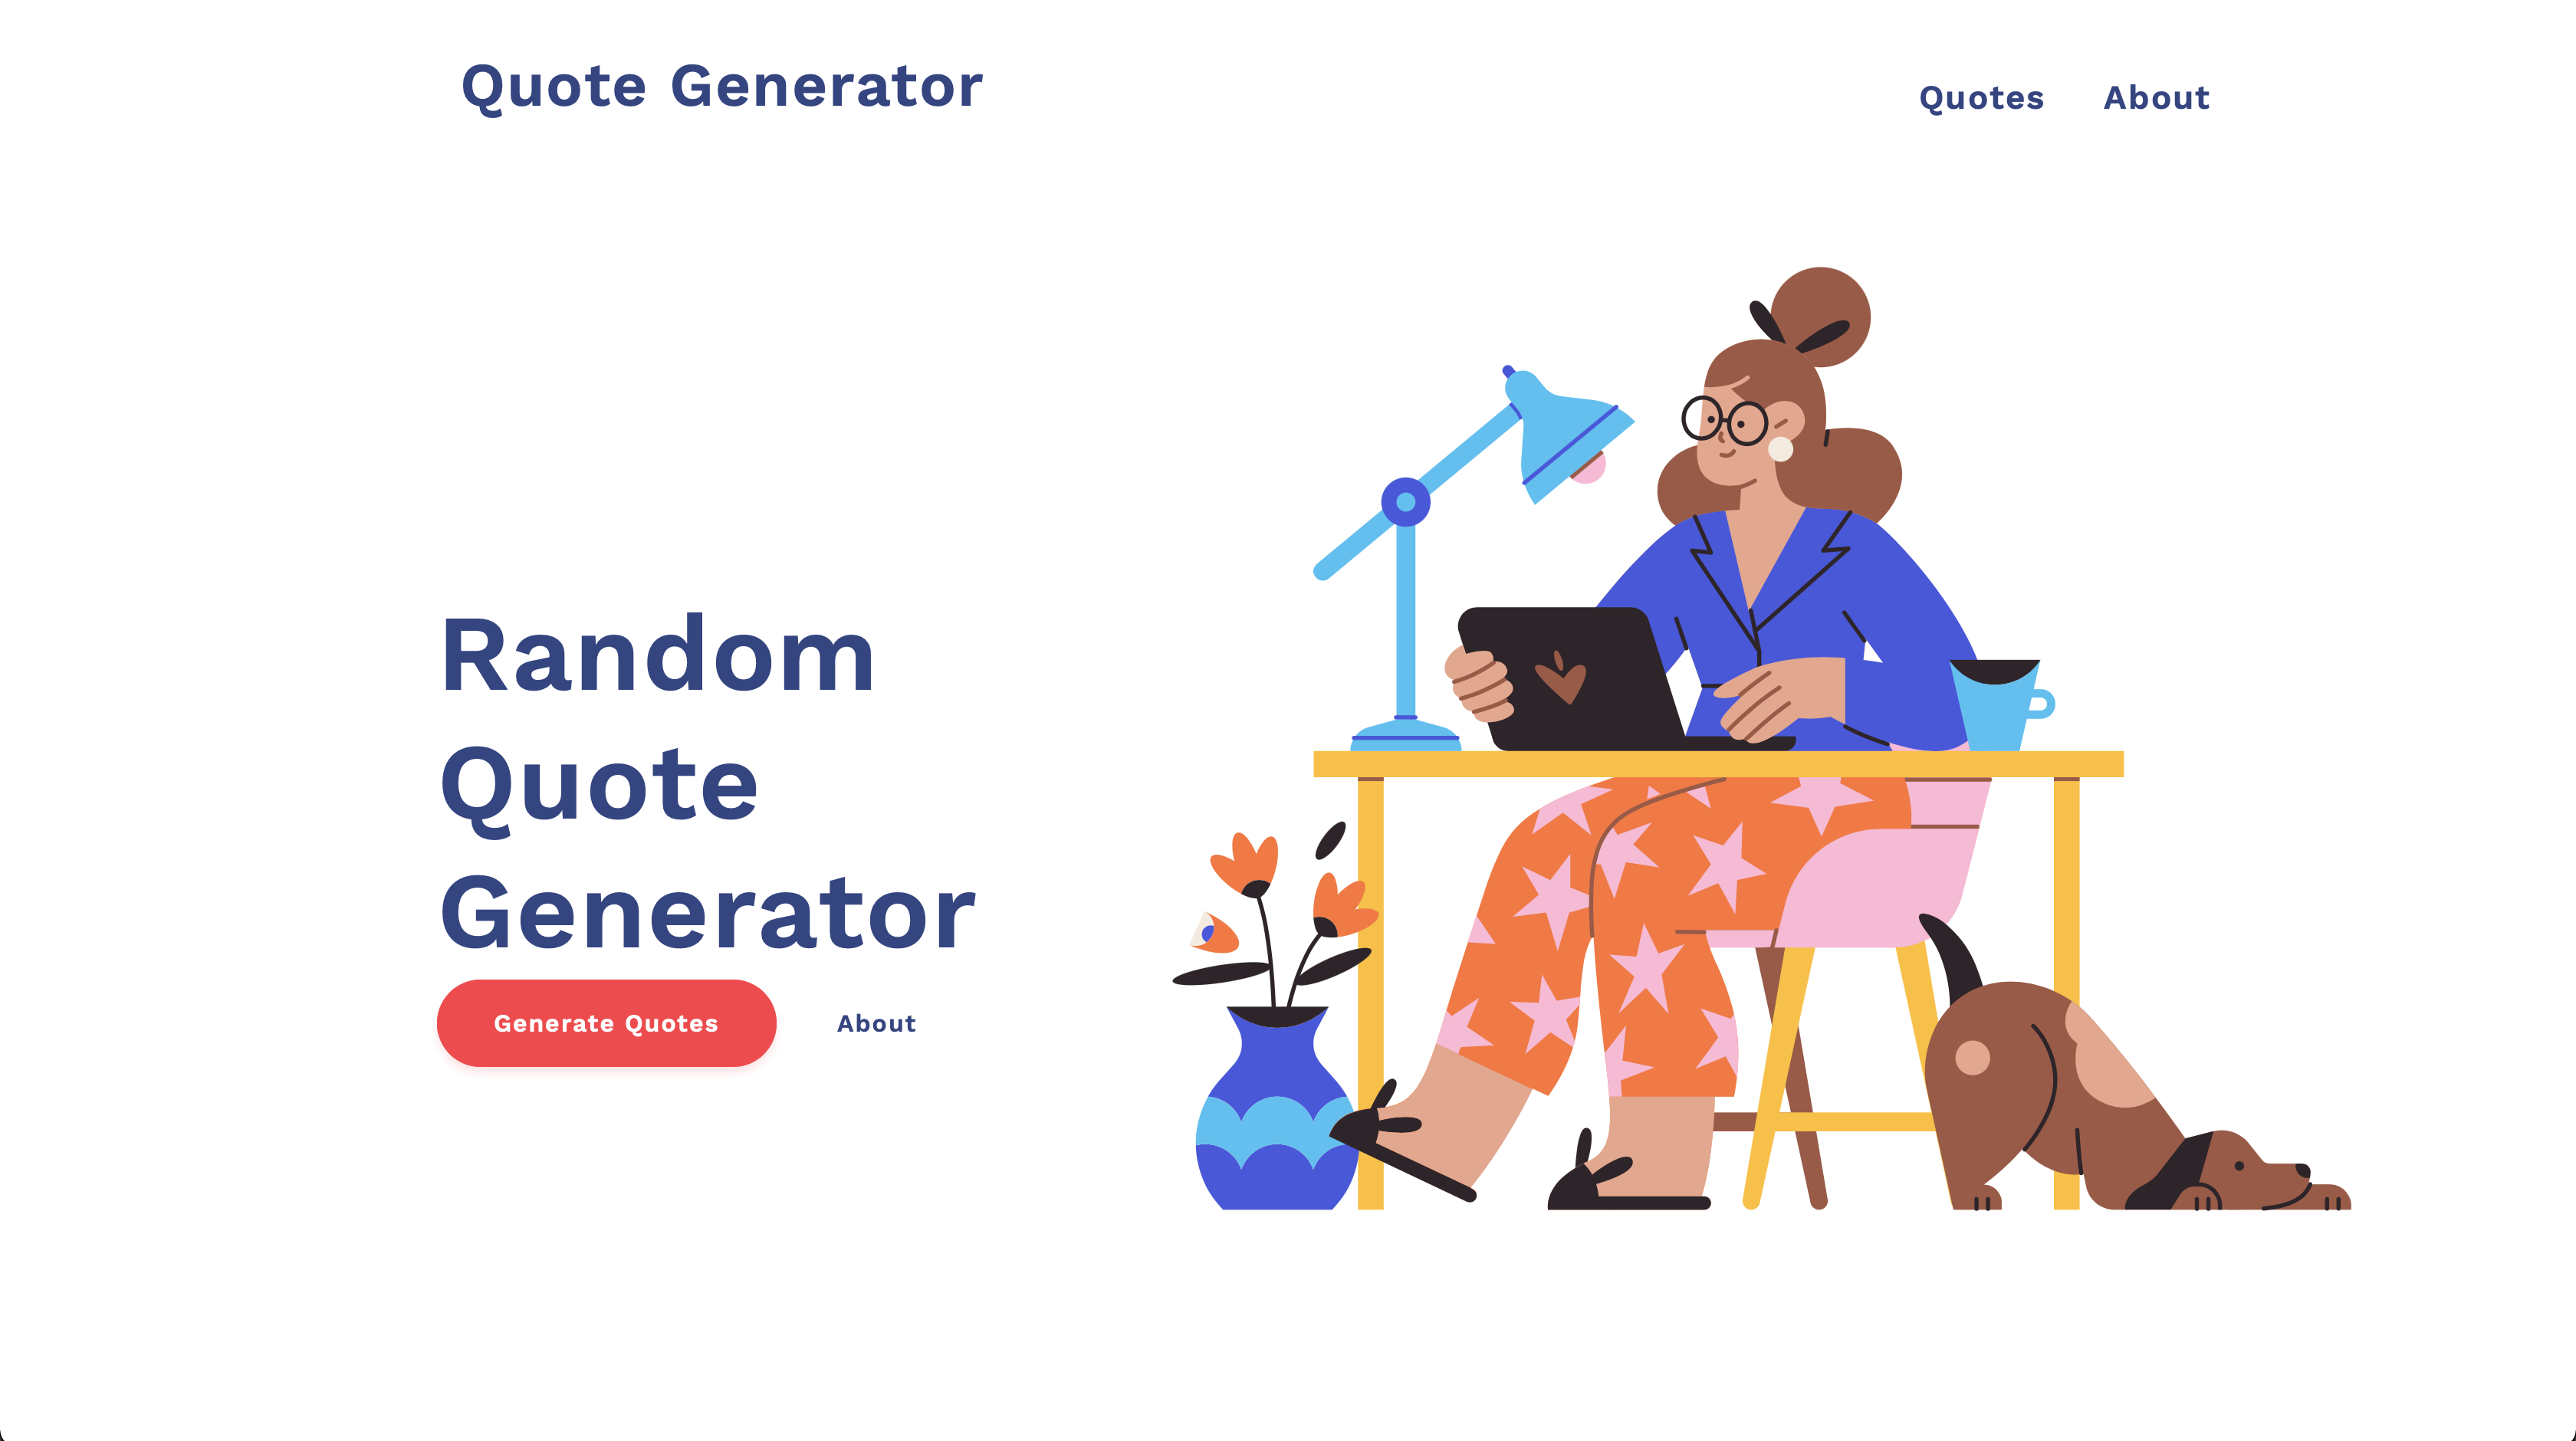 Quote Generator
Quotes About
Random
Quote
Generator
Generate Quotes About